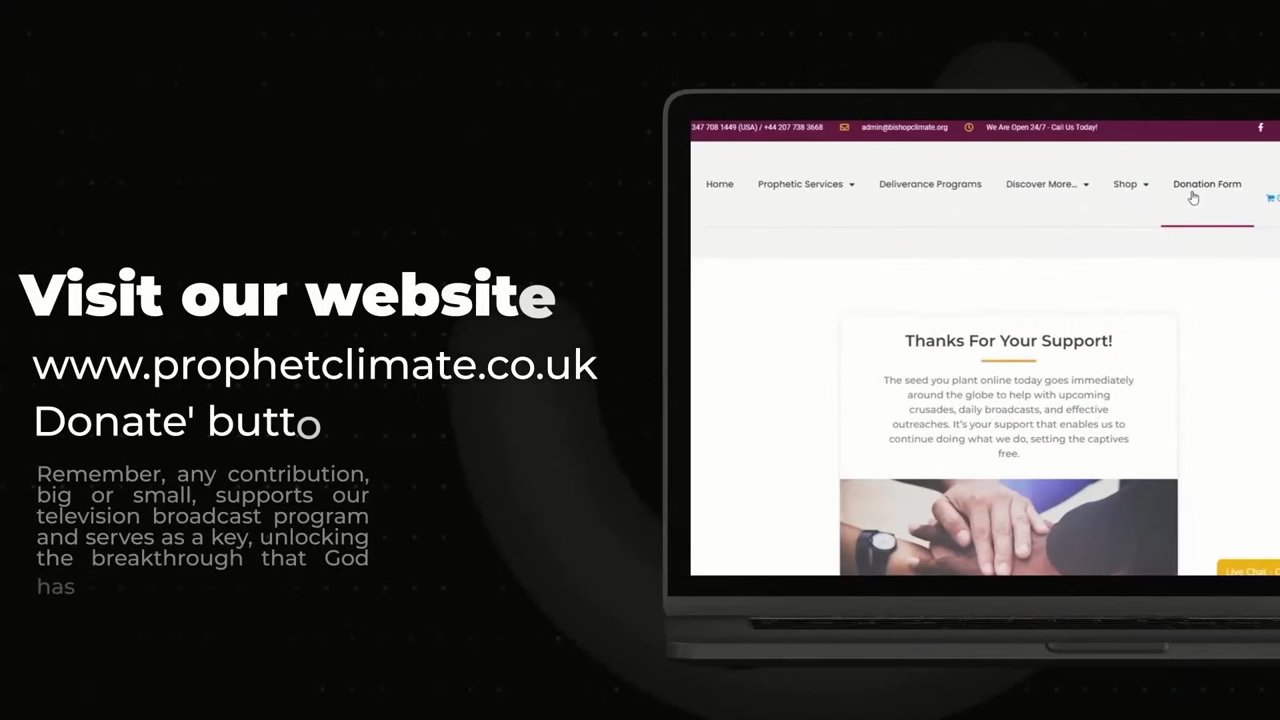 Visit our website
www.prophetclimate.co.uk
Donate' butto
Remember, any contribution,
big or small, supports our
television broadcast program
and serves as a key, unlocking
the breakthrough that God
has
347 708 1449 (USA) / +44 207 738 3668 admin@bishopclimate.org We Are Open 24/7 - Call Us Today!
Home Prophetic Services Deliverance Programs Discover More... Shop Donation Form
Thanks For Your Support!
The seed you plant online today goes immediately
around the globe to help with upcoming
crusades, daily broadcasts, and effective
outreaches. It's your support that enables us to
continue doing what we do, setting the captives
free.
Live Chat -